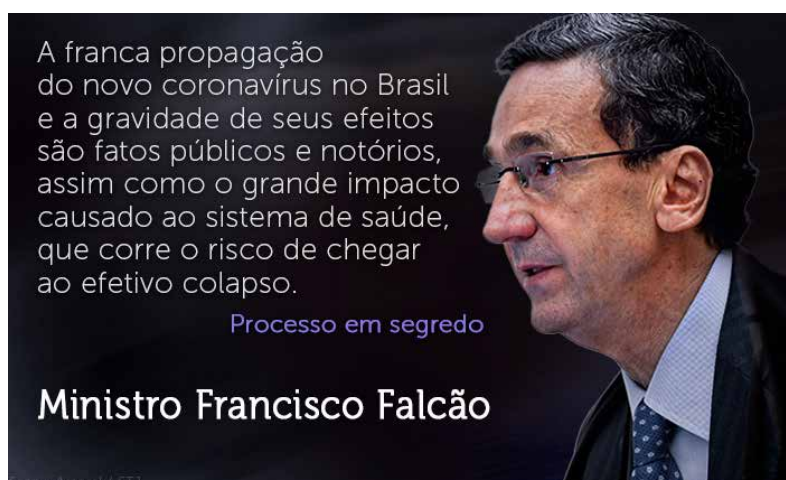 A franca propagação
do novo coronavírus no Brasil
e a gravidade de seus efeitos
são fatos públicos e notórios,
assim como o grande impacto
causado ao sistema de saúde,
que corre o risco de chegar
ao efetivo colapso.
Processo em segredo
Ministro Francisco Falcão